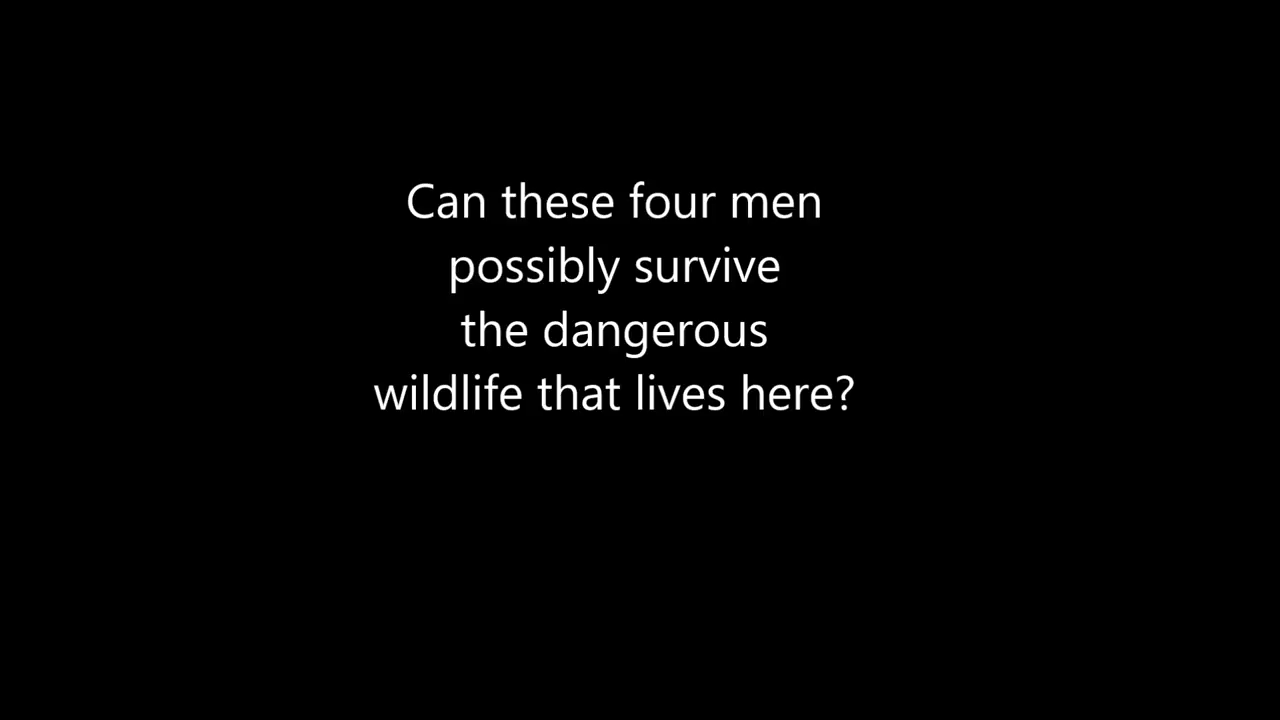 Can these four men
possibly survive
the dangerous
wildlife that lives here?